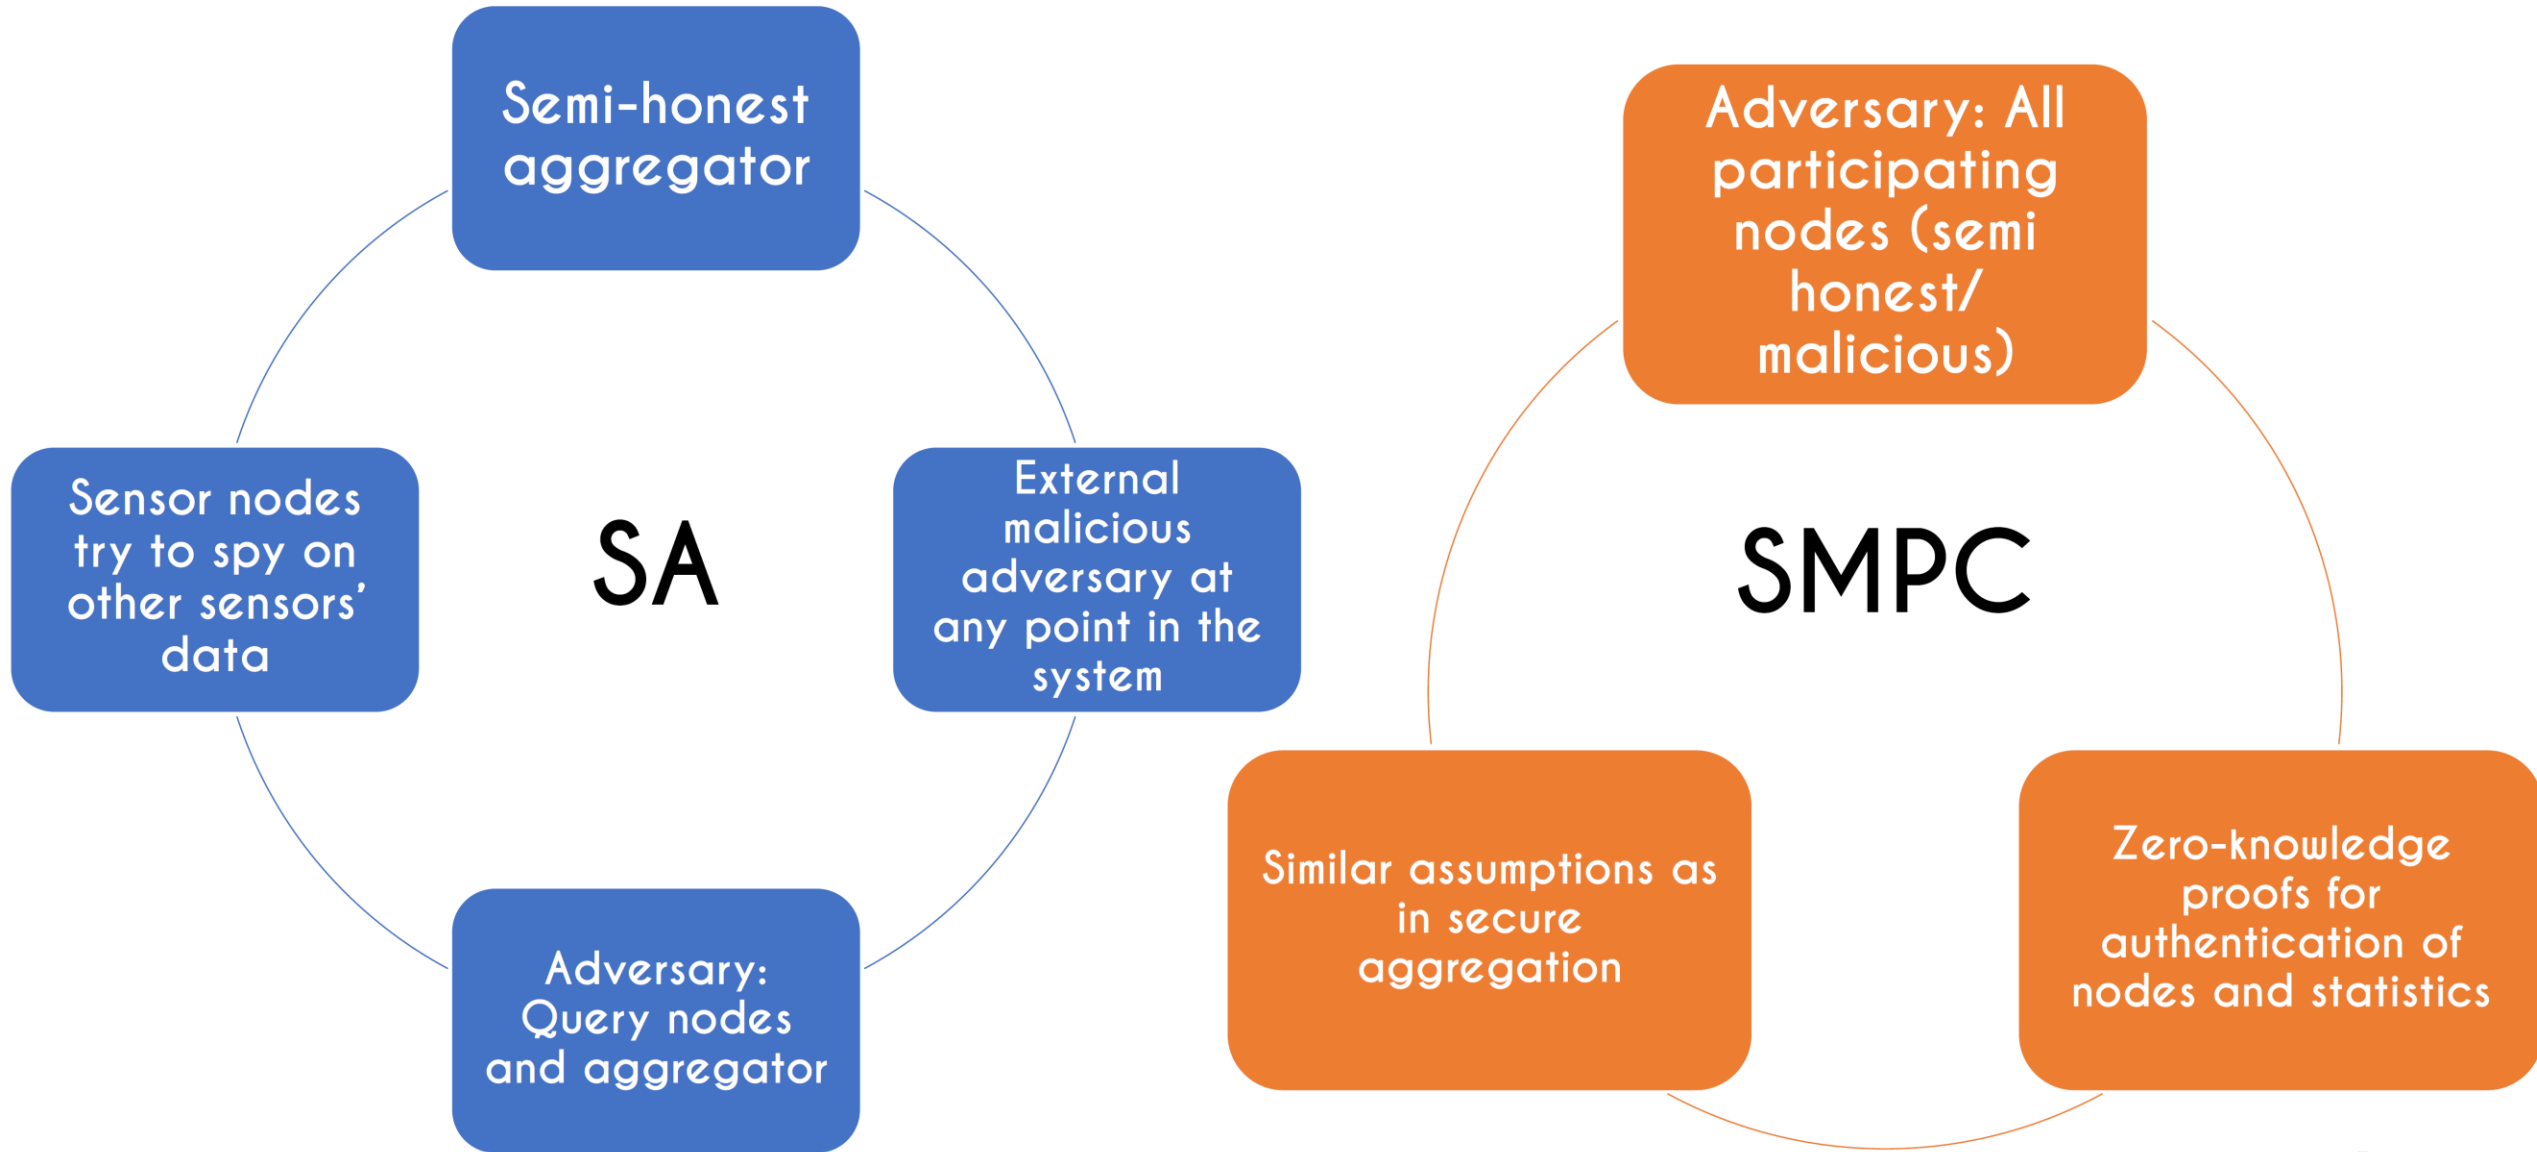 Semi-honest
aggregator
Sensor nodes
try to spy on
other sensors’
data
SA
External
malicious
adversary at
any point in the
system
Adversary:
Query nodes
and aggregator
Adversary: All
participating
nodes (semi
honest/
malicious)
SMPC
Similar assumptions as
in secure
aggregation
Zero-knowledge
proofs for
authentication of
nodes and statistics